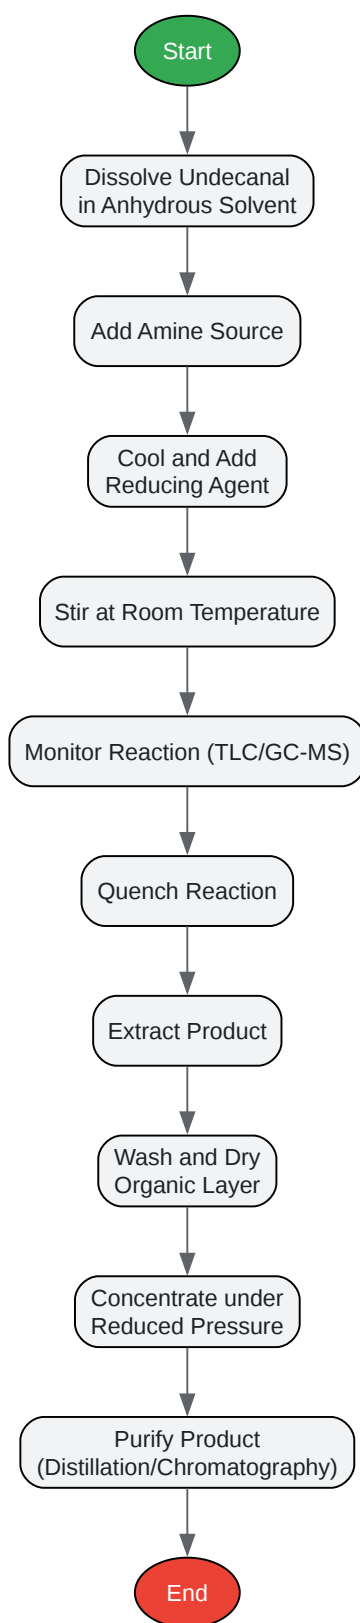 Start
Dissolve Undecanal
in Anhydrous Solvent
Add Amine Source
Cool and Add
Reducing Agent
Stir at Room Temperature
Monitor Reaction (TLC/GC-MS)
Quench Reaction
Extract Product
Wash and Dry
Organic Layer
Concentrate under
Reduced Pressure
Purify Product
(Distillation/Chromatography)
End